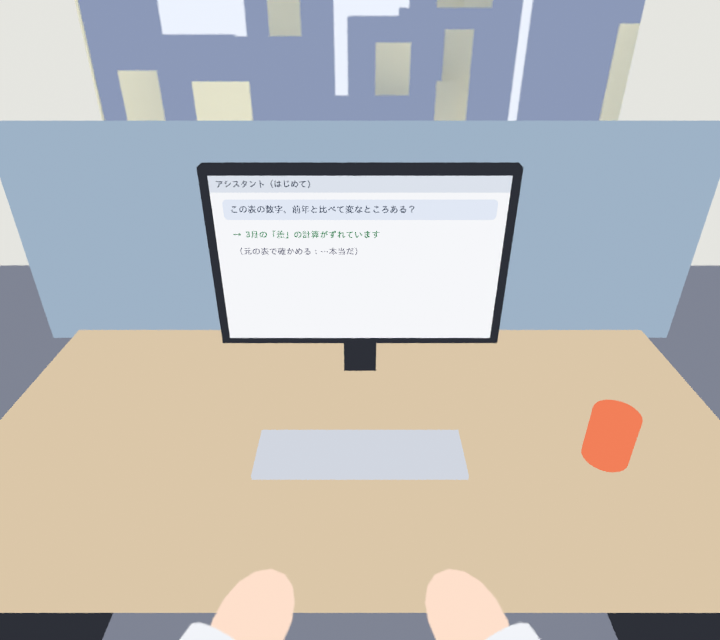 アシスタント（はじめて）
この表の数字、前年と比べて変なところある？
→ 3月の「差」の計算がずれています
（元の表で確かめる：…本当だ）